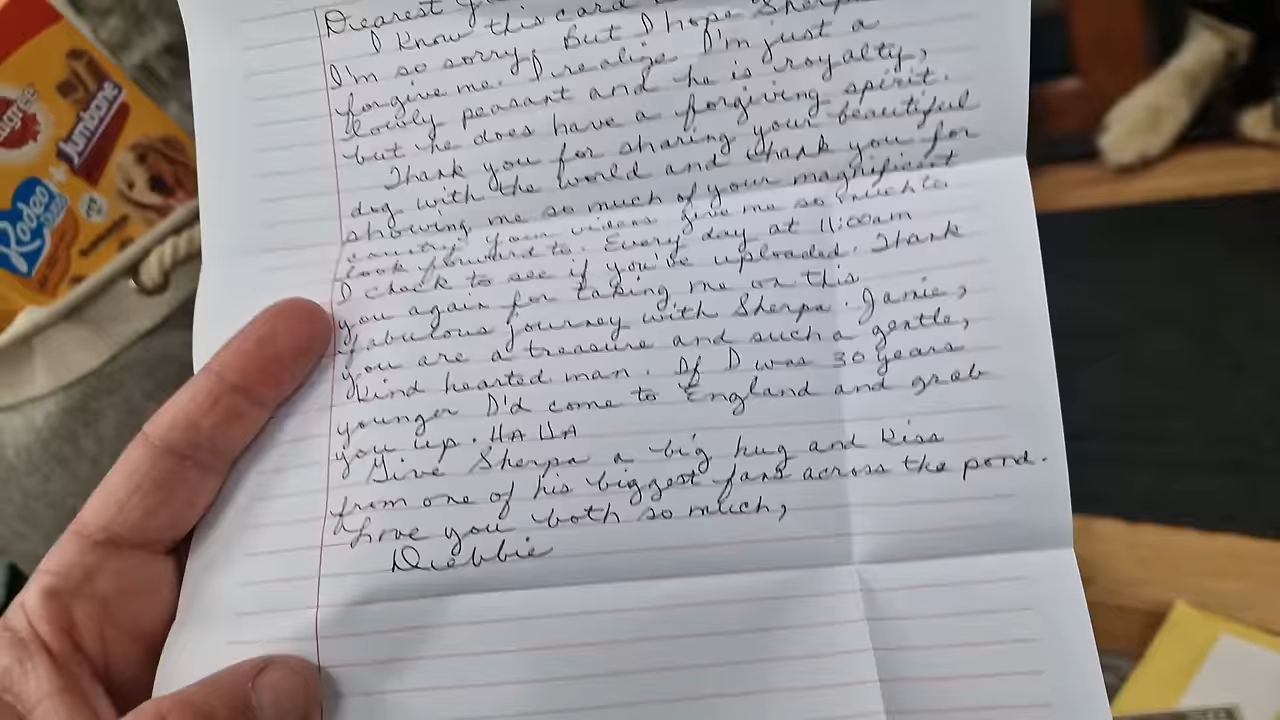 Dearest
I know this card
I'm so sorry, But I hope Sherpa
forgive me. I realize I'm just a
lowly peasant and he is royalty,
but he does have a forgiving spirit.
Thank you for sharing your beautiful
dog with the world and thank you for
showing me so much of your magnificent
country. Your videos give me so much to
look forward to. Every day at 11:00am
I check to see if you've uploaded. Thank
you again for taking me on this
fabulous journey with Sherpa. Jamie,
you are a treasure and such a gentle,
kind hearted man. If I was 30 years
younger I'd come to England and grab
you up. HA HA
Give Sherpa a big hug and kiss
from one of his biggest fans across the pond.
Love you both so much,
Debbie
Pedigree
Jumbone
Rodeo
+